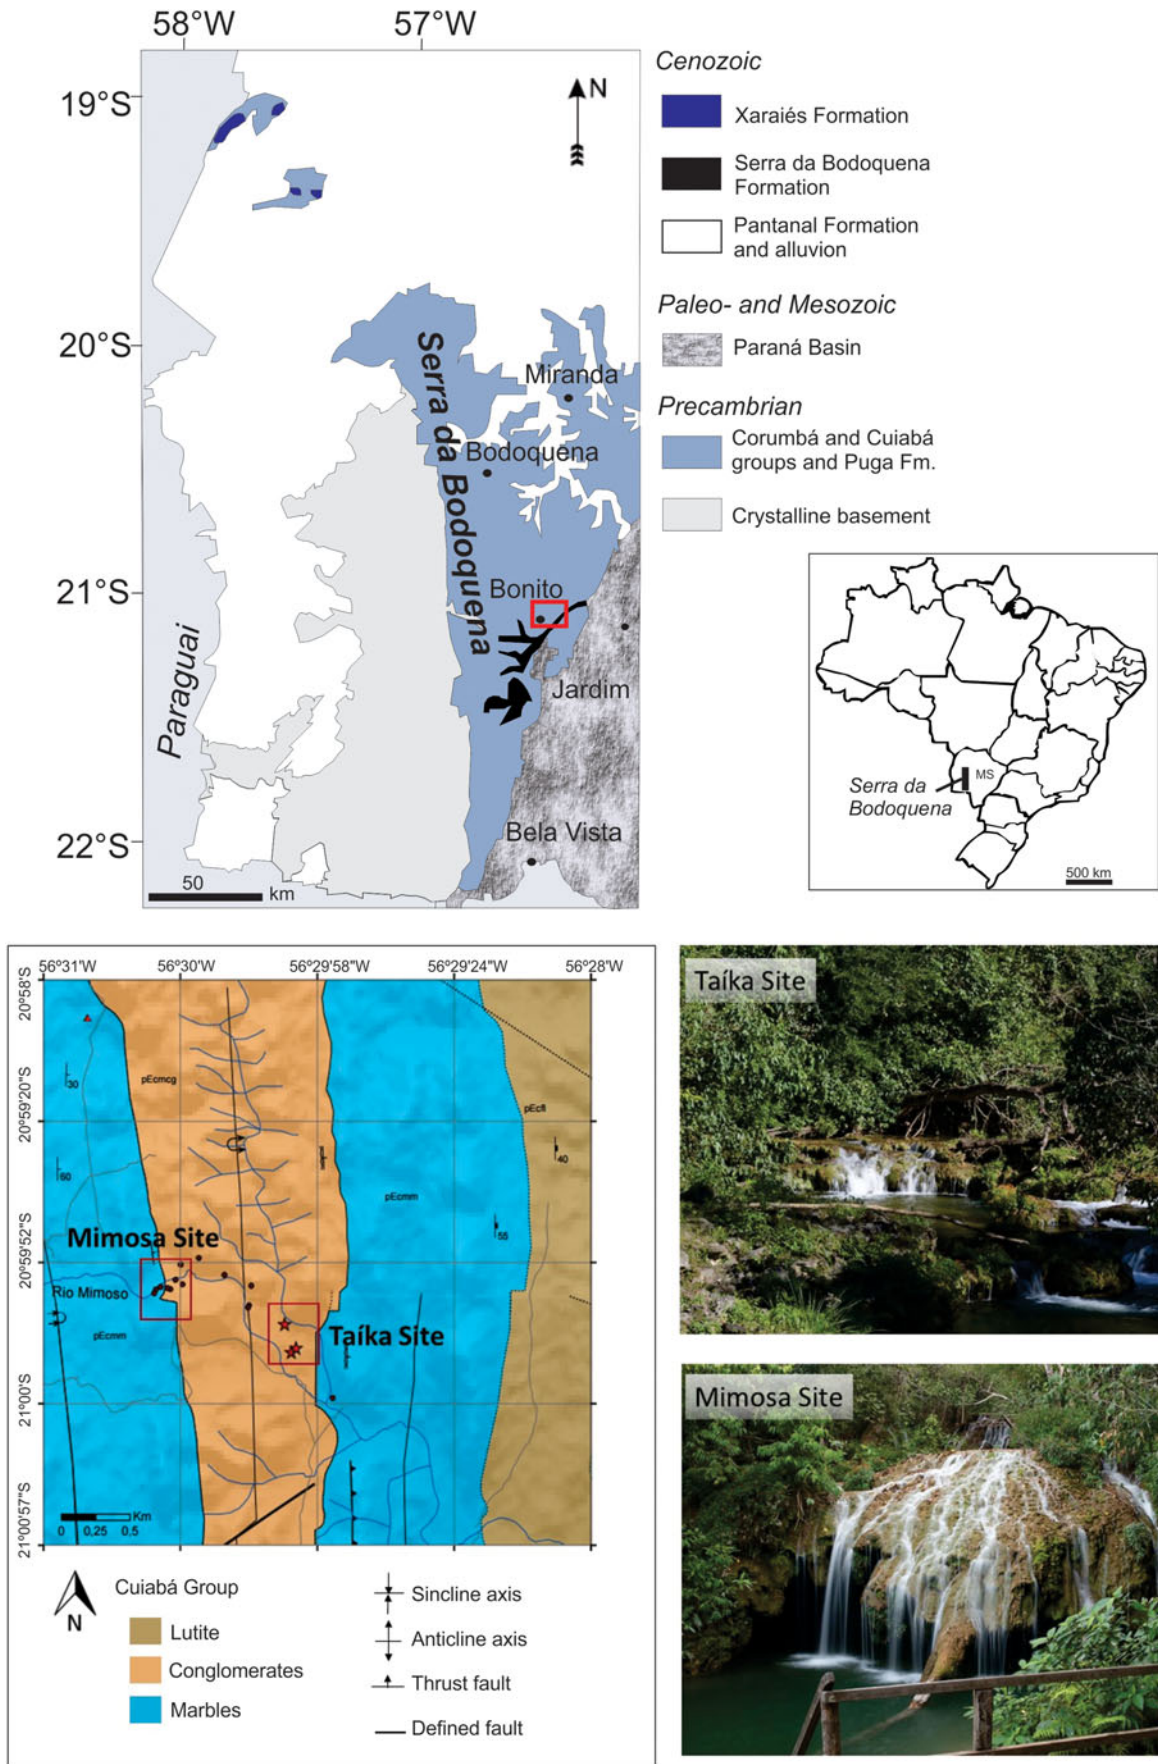 58°W
57°W
19°S
20°S
21°S
22°S
N
Serra da Bodoquena
Miranda
Bodoquena
Bonito
Jardim
Bela Vista
Paraguai
50
km
Cenozoic
Xaraiés Formation
Serra da Bodoquena
Formation
Pantanal Formation
and alluvion
Paleo- and Mesozoic
Paraná Basin
Precambrian
Corumbá and Cuiabá
groups and Puga Fm.
Crystalline basement
MS
Serra da
Bodoquena
500 km
56°31'W
56°30'W
56°29'58"W
56°29'24"W
56°28"W
20°58'S
20°59'20"S
20°59'52"S
21°00'S
21°00'57"S
pEcmcg
30
60
pEcfl
40
pEcmm
55
Mimosa Site
Rio Mimoso
pEcmm
Taíka Site
Km
0 0,25 0,5
N
Cuiabá Group
Lutite
Conglomerates
Marbles
Sincline axis
Anticline axis
Thrust fault
Defined fault
Taíka Site
Mimosa Site